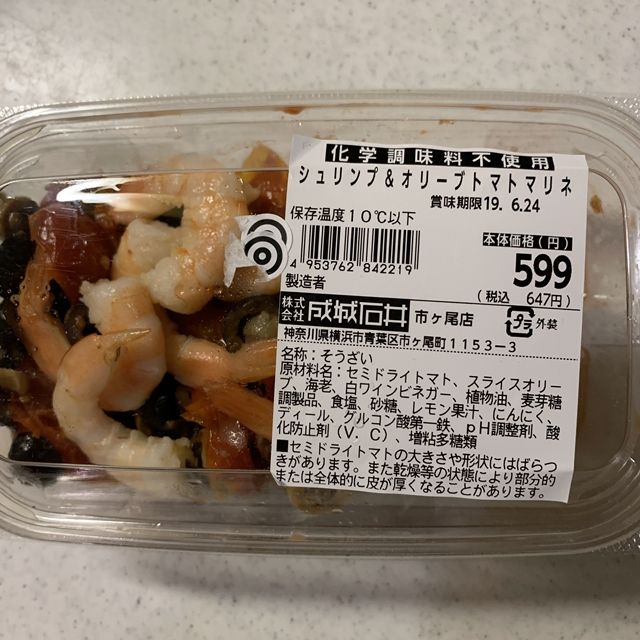 化学調味料不使用
シュリンプ&オリーブトマトマリネ
賞味期限19. 6.24
保存温度10℃以下
本体価格(円)
599
4 953762 842219
(税込 647円)
製造者
株式会社 成城石井 市ヶ尾店
プラ 外装
神奈川県横浜市青葉区市ヶ尾町1153-3
名称:そうざい
原材料名:セミドライトマト、スライスオリー
ブ、海老、白ワインビネガー、植物油、麦芽糖
調製品、食塩、砂糖、レモン果汁、にんにく、
ディール、グルコン酸第一鉄、pH調整剤、酸
化防止剤(V.C)、増粘多糖類
■セミドライトマトの大きさや形状にはばらつ
きがあります。また乾燥等の状態により部分的
または全体的に皮が厚くなることがあります。